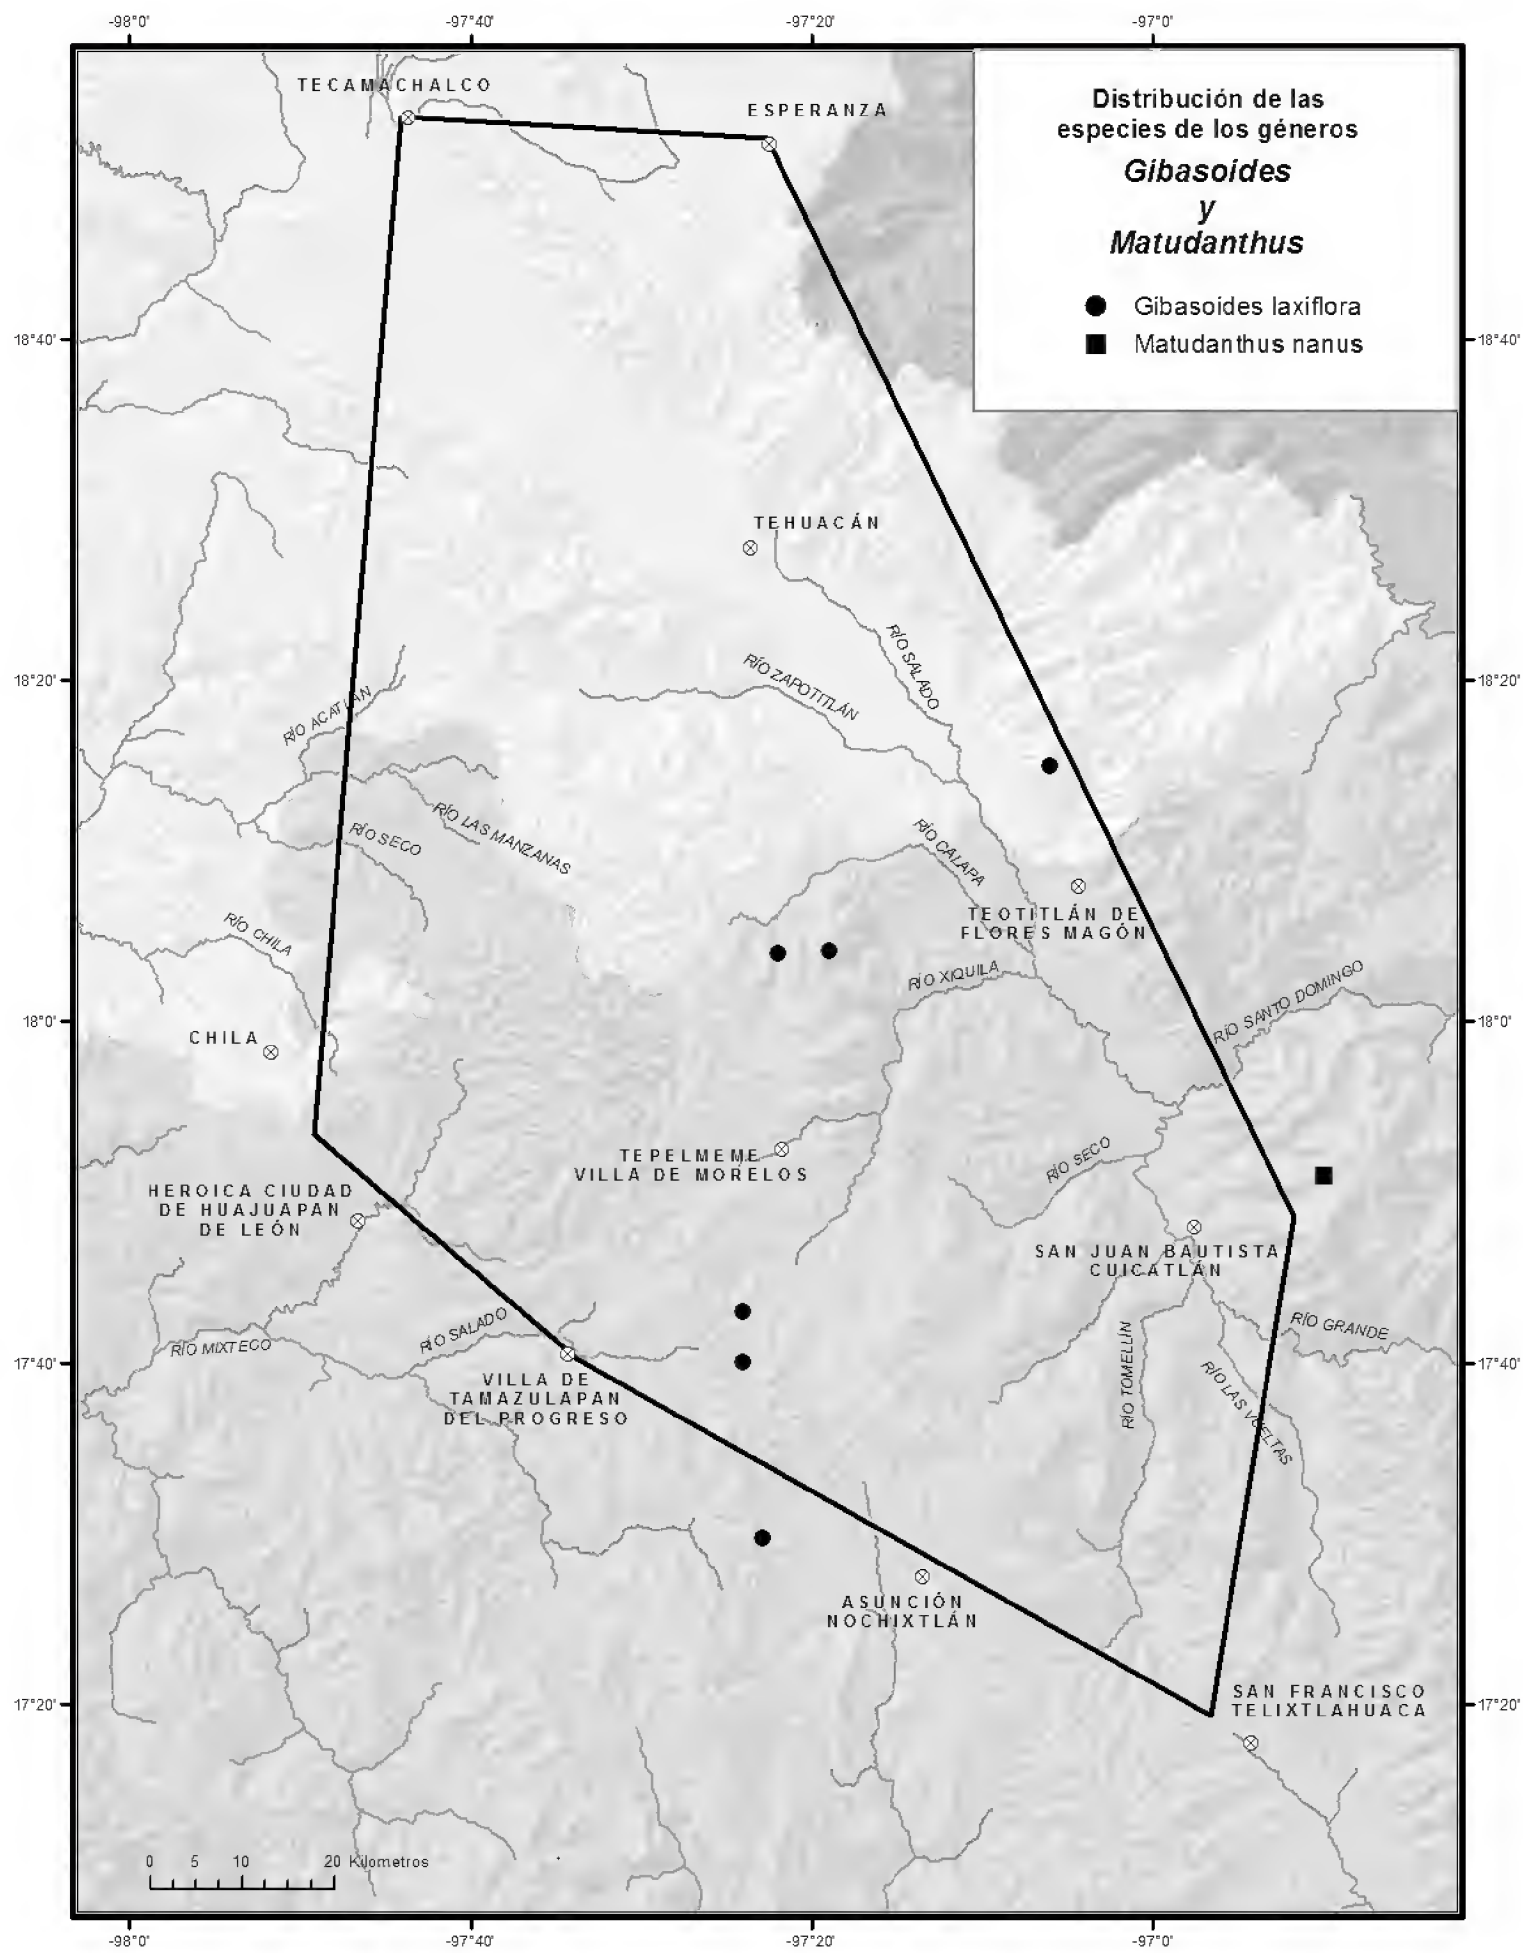 -98°0'
-97°40'
-97°20'
-97°0'
TECAMACHALCO
ESPERANZA
Distribución de las
especies de los géneros
Gibasoides
y
Matudanthus
Gibasoides laxiflora
Matudanthus nanus
18°40'
18°40'
TEHUACÁN
RÍO SALADO
RÍO ZAPOTITLÁN
18°20'
18°20'
RÍO ACATLÁN
RÍO LAS MANZANAS
RÍO SECO
RÍO CALAPA
TEOTITLÁN DE
FLORES MAGÓN
RÍO CHILA
RÍO XIQUILA
RÍO SANTO DOMINGO
18°0'
18°0'
CHILA
TEPELMEME
VILLA DE MORELOS
RÍO SECO
HEROICA CIUDAD
DE HUAJUAPAN
DE LEÓN
SAN JUAN BAUTISTA
CUICATLÁN
RÍO SALADO
RÍO MIXTECO
RÍO GRANDE
17°40'
17°40'
RÍO TOMELLÍN
RÍO LAS VUELTAS
VILLA DE
TAMAZULAPAN
DEL PROGRESO
ASUNCIÓN
NOCHIXTLÁN
17°20'
17°20'
SAN FRANCISCO
TELIXTLAHUACA
0 5 10 20 Kilometros
-98°0'
-97°40'
-97°20'
-97°0'